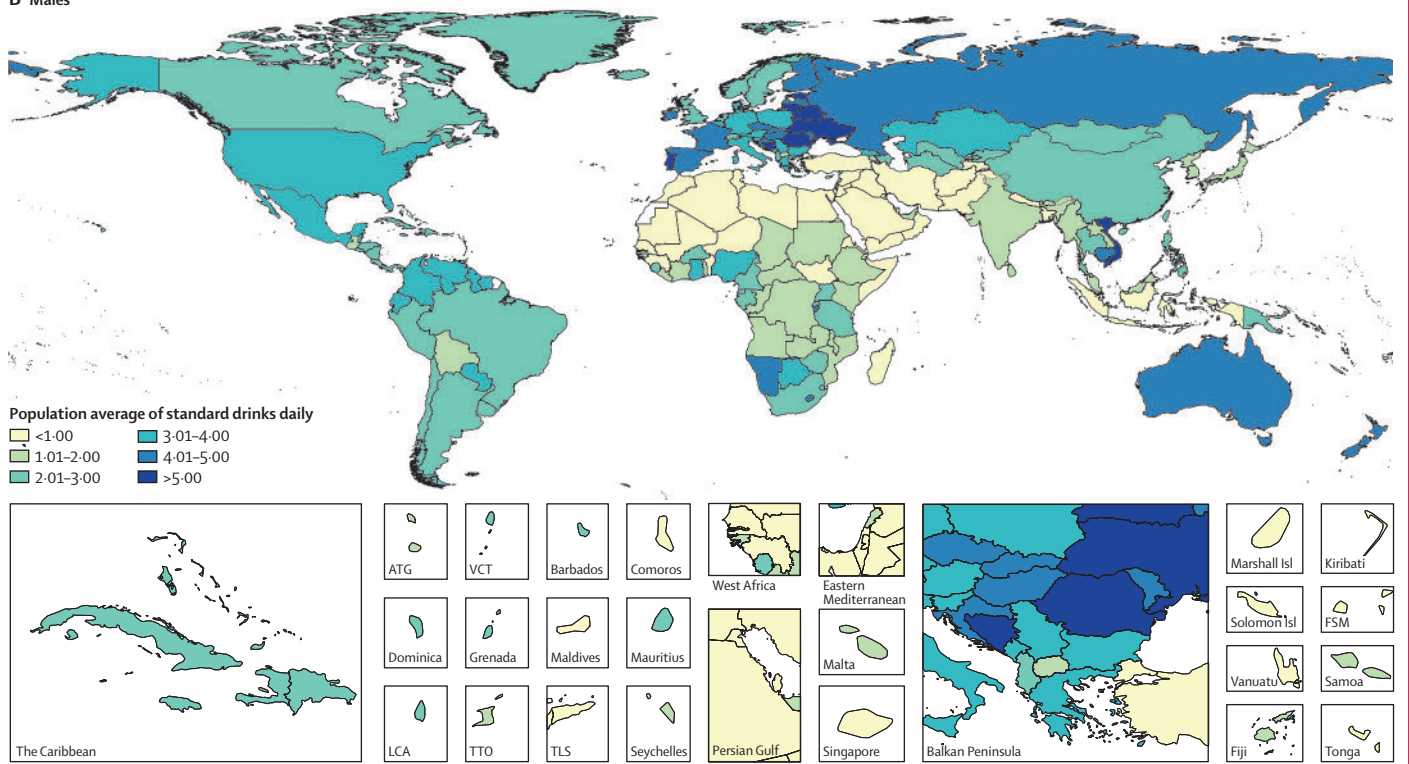 B Males
Population average of standard drinks daily
<1·00
1·01–2·00
2·01–3·00
3·01–4·00
4·01–5·00
>5·00
The Caribbean
ATG
VCT
Barbados
Comoros
Dominica
Grenada
Maldives
Mauritius
LCA
TTO
TLS
Seychelles
West Africa
Eastern
Mediterranean
Persian Gulf
Malta
Singapore
Balkan Peninsula
Marshall Isl
Kiribati
Solomon Isl
FSM
Vanuatu
Samoa
Fiji
Tonga